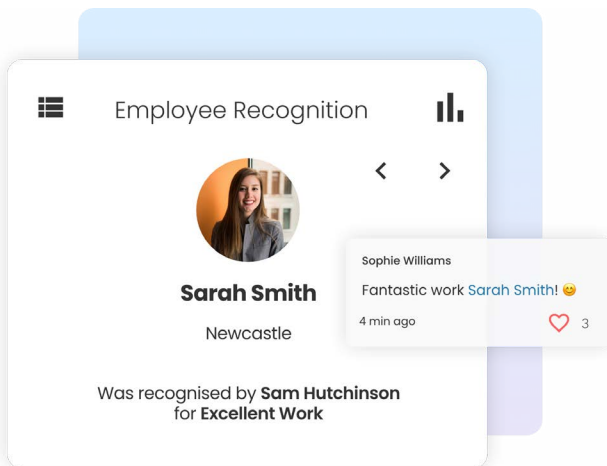 Employee Recognition
Sarah Smith
Newcastle
Was recognised by Sam Hutchinson
for Excellent Work
Sophie Williams
Fantastic work Sarah Smith! 😊
4 min ago
3